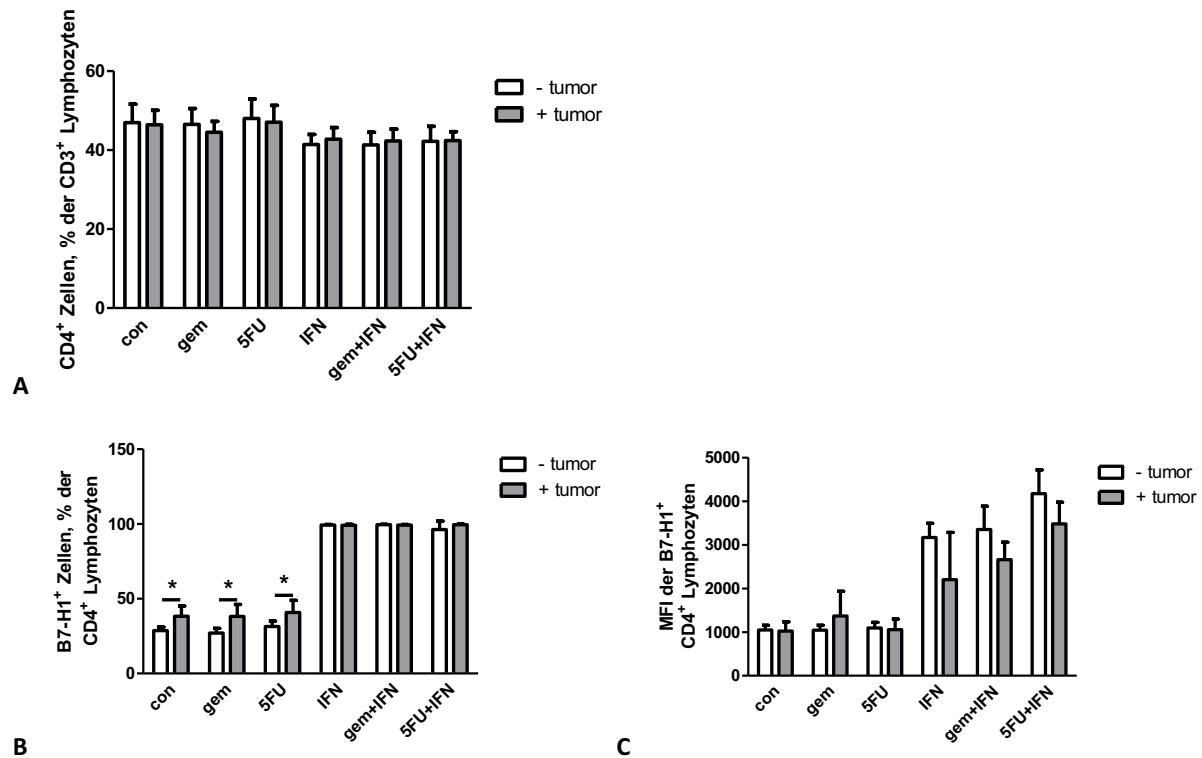 CD4⁺ Zellen, % der CD3⁺ Lymphozyten
60
40
20
0
con
gem
5FU
IFN
gem+IFN
5FU+IFN
- tumor
+ tumor
A
B7-H1⁺ Zellen, % der
CD4⁺ Lymphozyten
150
100
50
0
*
*
*
con
gem
5FU
IFN
gem+IFN
5FU+IFN
- tumor
+ tumor
B
MFI der B7-H1⁺
CD4⁺ Lymphozyten
5000
4000
3000
2000
1000
0
con
gem
5FU
IFN
gem+IFN
5FU+IFN
- tumor
+ tumor
C